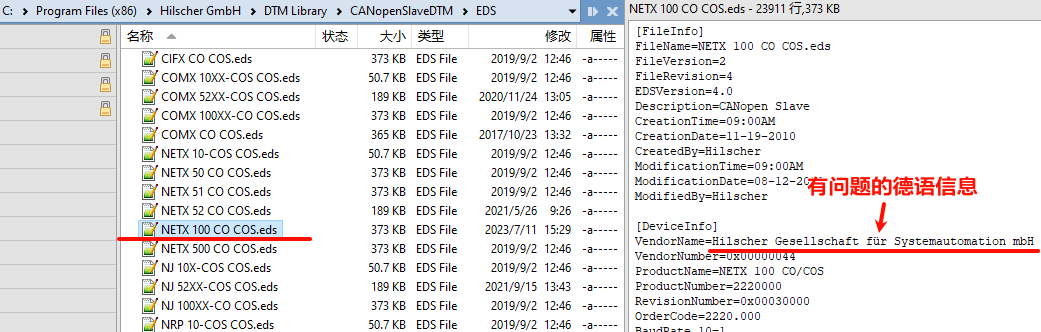 C: > Program Files (x86) > Hilscher GmbH > DTM Library > CANopenSlaveDTM > EDS
名称 状态 大小 类型 修改 属性
CIFX CO COS.eds 373 KB EDS File 2019/9/2 12:46 -a-----
COMX 10XX-COS COS.eds 50.7 KB EDS File 2019/9/2 12:46 -a-----
COMX 52XX-COS COS.eds 189 KB EDS File 2020/11/24 13:05 -a-----
COMX 100XX-CO COS.eds 373 KB EDS File 2019/9/2 12:46 -a-----
COMX CO COS.eds 365 KB EDS File 2017/10/23 13:32 -a-----
NETX 10-COS COS.eds 50.7 KB EDS File 2019/9/2 12:46 -a-----
NETX 50 CO COS.eds 373 KB EDS File 2019/9/2 12:46 -a-----
NETX 51 CO COS.eds 373 KB EDS File 2019/9/2 12:46 -a-----
NETX 52 CO COS.eds 189 KB EDS File 2021/5/26 9:26 -a-----
NETX 100 CO COS.eds 373 KB EDS File 2023/7/11 15:29 -a-----
NETX 500 CO COS.eds 373 KB EDS File 2019/9/2 12:46 -a-----
NJ 10X-COS COS.eds 50.7 KB EDS File 2019/9/2 12:46 -a-----
NJ 52XX-COS COS.eds 189 KB EDS File 2021/9/15 13:43 -a-----
NJ 100XX-CO COS.eds 373 KB EDS File 2019/9/2 12:46 -a-----
NRP 10-COS COS.eds 50.7 KB EDS File 2019/9/2 12:46 -a-----
NETX 100 CO COS.eds - 23911 行,373 KB
[FileInfo]
FileName=NETX 100 CO COS.eds
FileVersion=2
FileRevision=4
EDSVersion=4.0
Description=CANopen Slave
CreationTime=09:00AM
CreationDate=11-19-2010
CreatedBy=Hilscher
ModificationTime=09:00AM
ModificationDate=08-12-20
有问题的德语信息
ModifiedBy=Hilscher
[DeviceInfo]
VendorName=Hilscher Gesellschaft für Systemautomation mbH
VendorNumber=0x00000044
ProductName=NETX 100 CO/COS
ProductNumber=2220000
RevisionNumber=0x00030000
OrderCode=2220.000
BaudRate_10=1